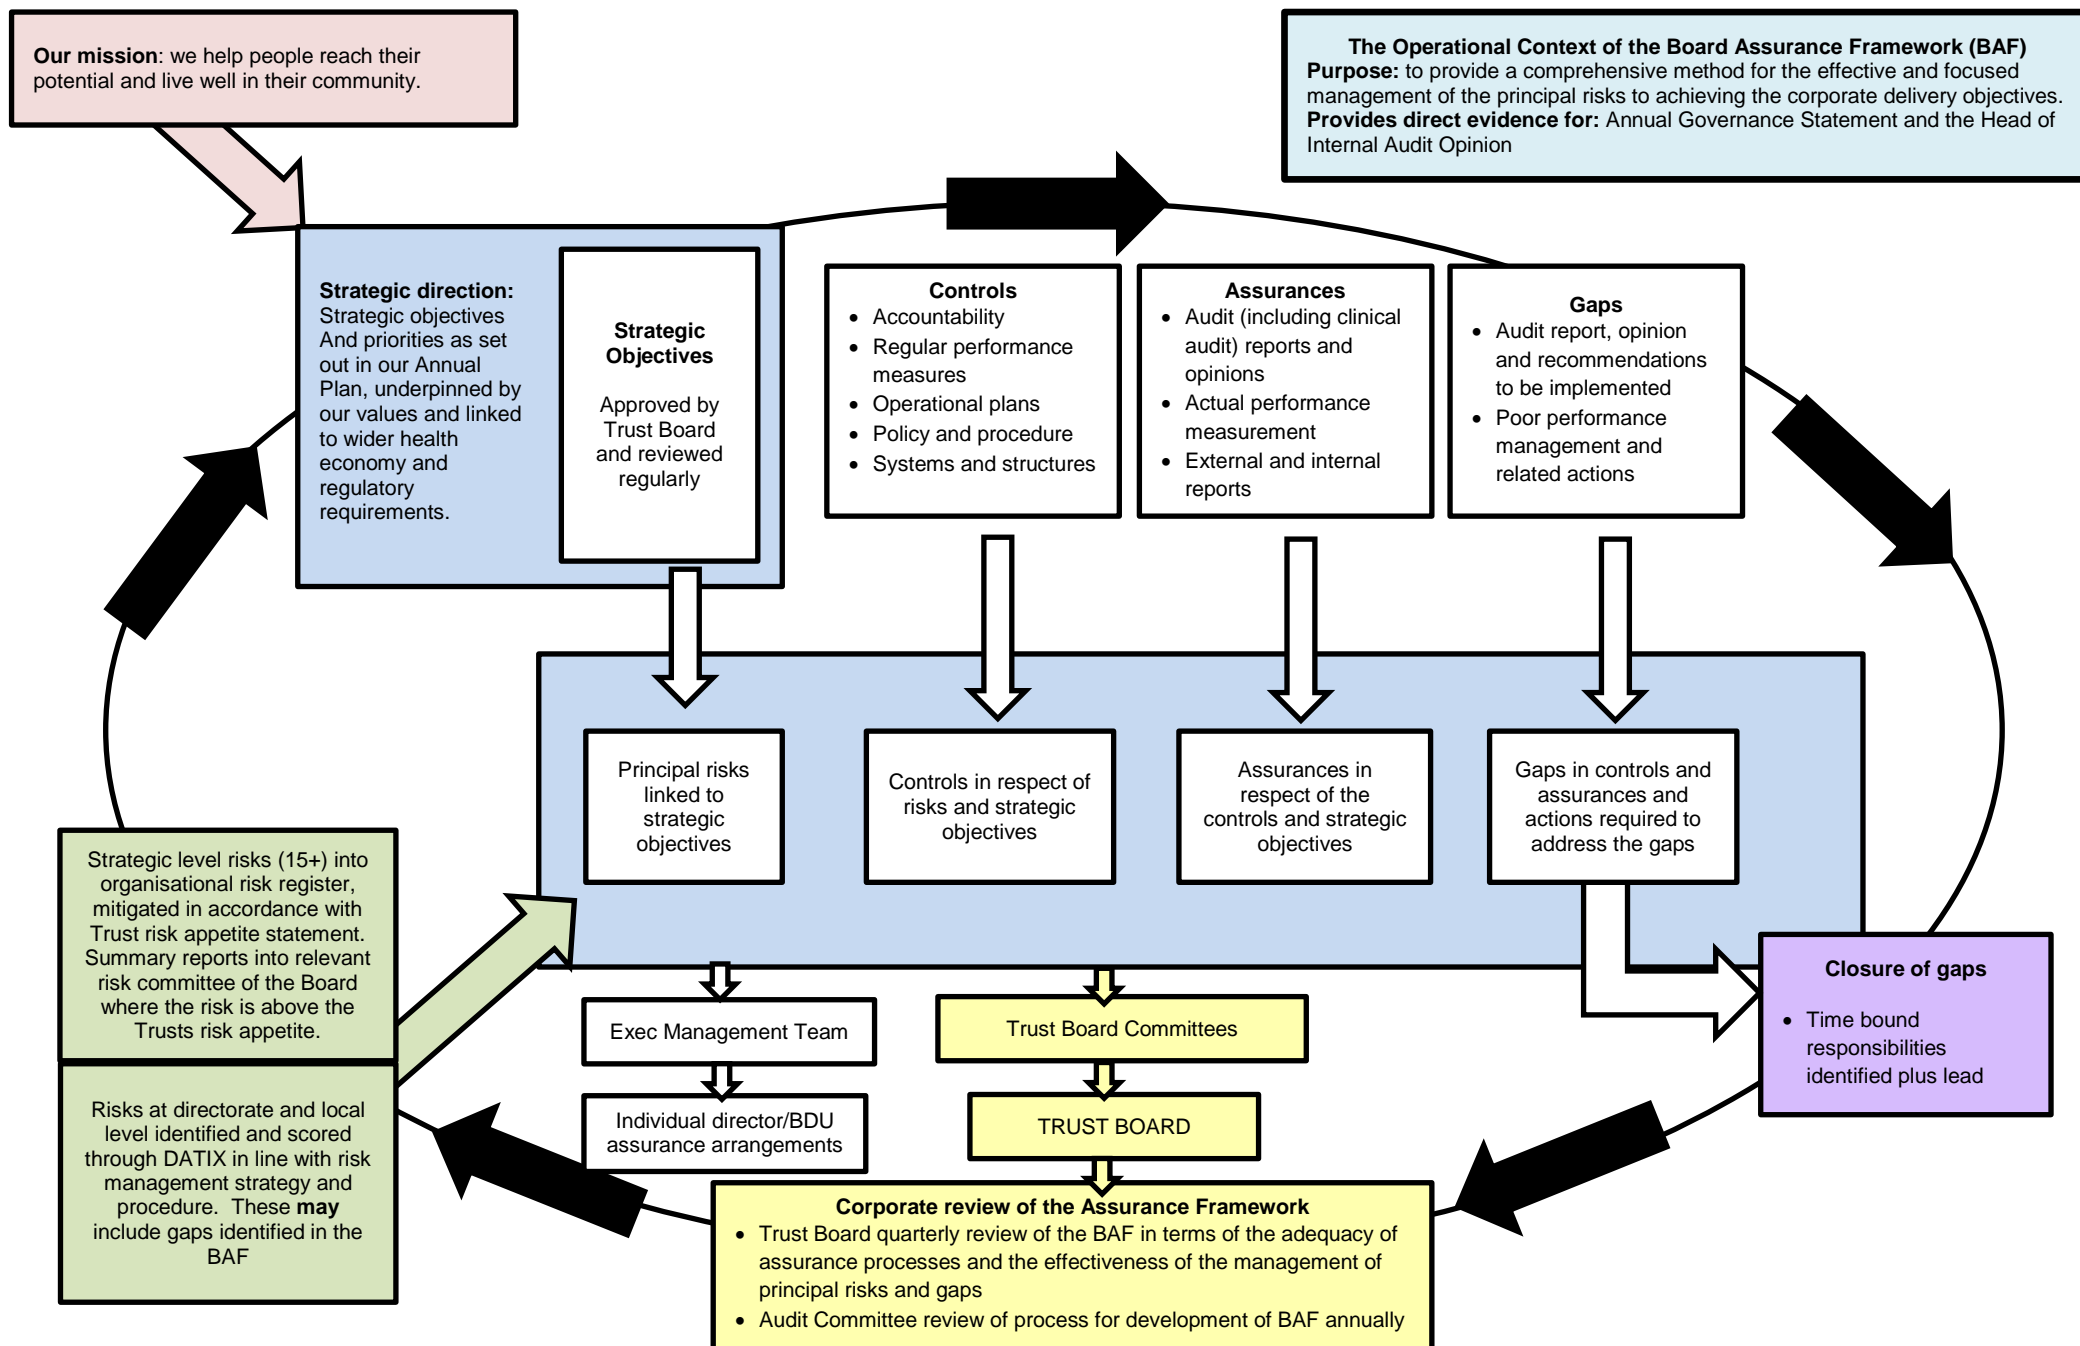 Our mission: we help people reach their
potential and live well in their community.
The Operational Context of the Board Assurance Framework (BAF)
Purpose: to provide a comprehensive method for the effective and focused
management of the principal risks to achieving the corporate delivery objectives.
Provides direct evidence for: Annual Governance Statement and the Head of
Internal Audit Opinion
Strategic direction:
Strategic objectives
And priorities as set
out in our Annual
Plan, underpinned by
our values and linked
to wider health
economy and
regulatory
requirements.
Strategic
Objectives
Approved by
Trust Board
and reviewed
regularly
Controls
• Accountability
• Regular performance
measures
• Operational plans
• Policy and procedure
• Systems and structures
Assurances
• Audit (including clinical
audit) reports and
opinions
• Actual performance
measurement
• External and internal
reports
Gaps
• Audit report, opinion
and recommendations
to be implemented
• Poor performance
management and
related actions
Principal risks
linked to
strategic
objectives
Controls in respect of
risks and strategic
objectives
Assurances in
respect of the
controls and strategic
objectives
Gaps in controls and
assurances and
actions required to
address the gaps
Strategic level risks (15+) into
organisational risk register,
mitigated in accordance with
Trust risk appetite statement.
Summary reports into relevant
risk committee of the Board
where the risk is above the
Trusts risk appetite.
Risks at directorate and local
level identified and scored
through DATIX in line with risk
management strategy and
procedure.  These may
include gaps identified in the
BAF
Exec Management Team
Individual director/BDU
assurance arrangements
Trust Board Committees
TRUST BOARD
Closure of gaps
• Time bound
responsibilities
identified plus lead
Corporate review of the Assurance Framework
• Trust Board quarterly review of the BAF in terms of the adequacy of
assurance processes and the effectiveness of the management of
principal risks and gaps
• Audit Committee review of process for development of BAF annually